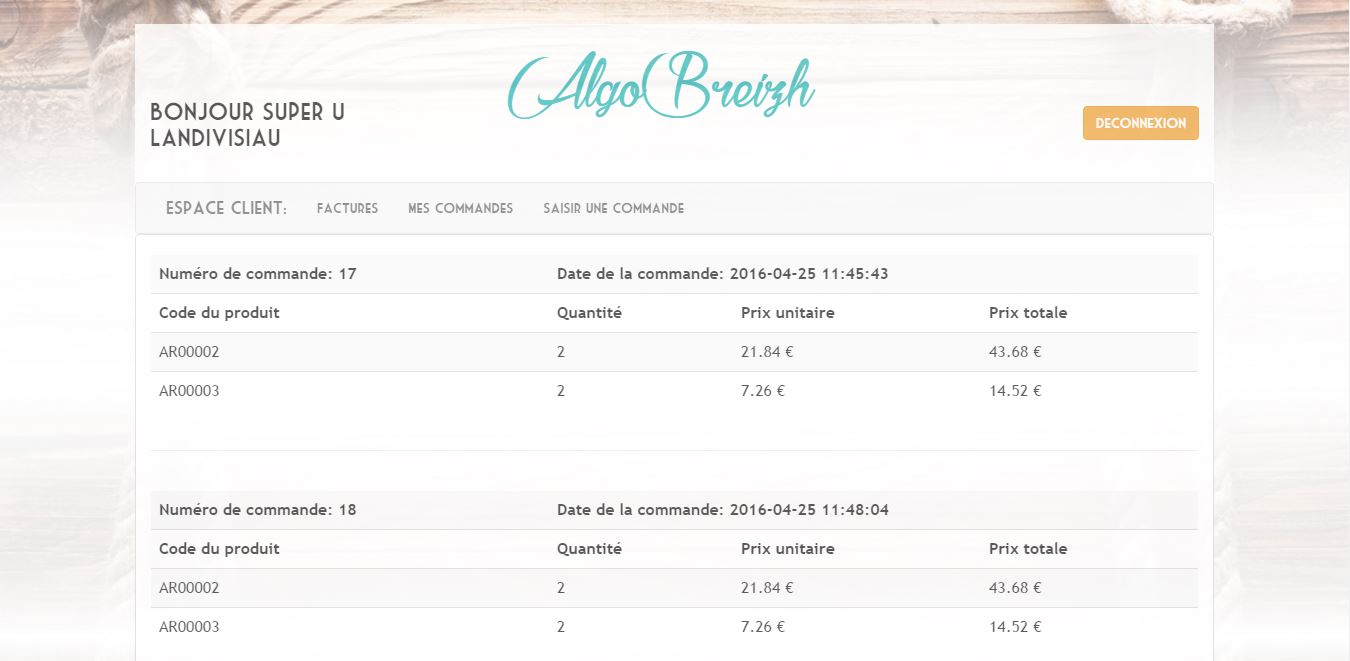 AlgoBreizh
BONJOUR SUPER U
LANDIVISIAU
DECONNEXION
ESPACE CLIENT: FACTURES MES COMMANDES SAISIR UNE COMMANDE
Numéro de commande: 17 Date de la commande: 2016-04-25 11:45:43
Code du produit Quantité Prix unitaire Prix totale
AR00002 2 21.84 € 43.68 €
AR00003 2 7.26 € 14.52 €
Numéro de commande: 18 Date de la commande: 2016-04-25 11:48:04
Code du produit Quantité Prix unitaire Prix totale
AR00002 2 21.84 € 43.68 €
AR00003 2 7.26 € 14.52 €